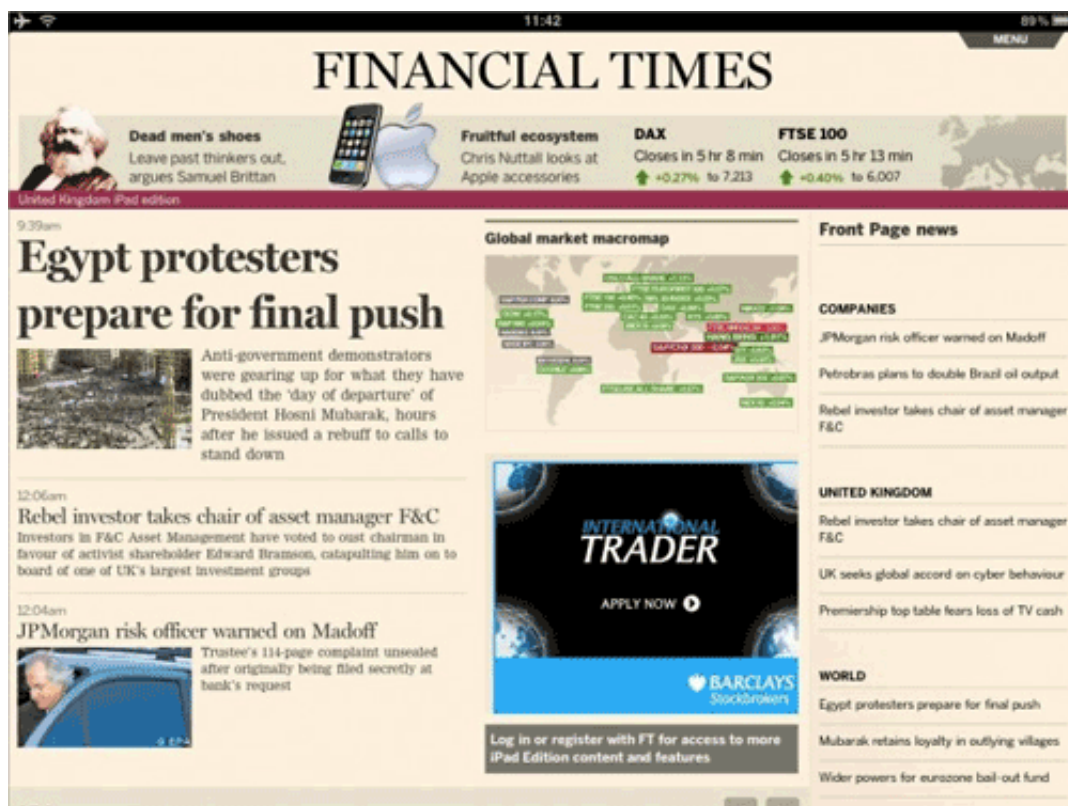 11:42
89%
MENU
FINANCIAL TIMES
Dead men's shoes
Leave past thinkers out,
argues Samuel Brittan
Fruitful ecosystem
Chris Nuttall looks at
Apple accessories
DAX
Closes in 5 hr 8 min
+0.27% to 7,213
FTSE 100
Closes in 5 hr 13 min
+0.40% to 6,007
United Kingdom iPad edition
9:39am
Egypt protesters
prepare for final push
Anti-government demonstrators
were gearing up for what they have
dubbed the 'day of departure' of
President Hosni Mubarak, hours
after he issued a rebuff to calls to
stand down
12:06am
Rebel investor takes chair of asset manager F&C
Investors in F&C Asset Management have voted to oust chairman in
favour of activist shareholder Edward Bramson, catapulting him on to
board of one of UK's largest investment groups
12:04am
JPMorgan risk officer warned on Madoff
Trustee's 114-page complaint unsealed
after originally being filed secretly at
bank's request
Global market macromap
INTERNATIONAL
TRADER
APPLY NOW
BARCLAYS
Stockbrokers
Log in or register with FT for access to more
iPad Edition content and features
Front Page news
COMPANIES
JPMorgan risk officer warned on Madoff
Petrobras plans to double Brazil oil output
Rebel investor takes chair of asset manager
F&C
UNITED KINGDOM
Rebel investor takes chair of asset manager
F&C
UK seeks global accord on cyber behaviour
Premiership top table fears loss of TV cash
WORLD
Egypt protesters prepare for final push
Mubarak retains loyalty in outlying villages
Wider powers for eurozone bail-out fund